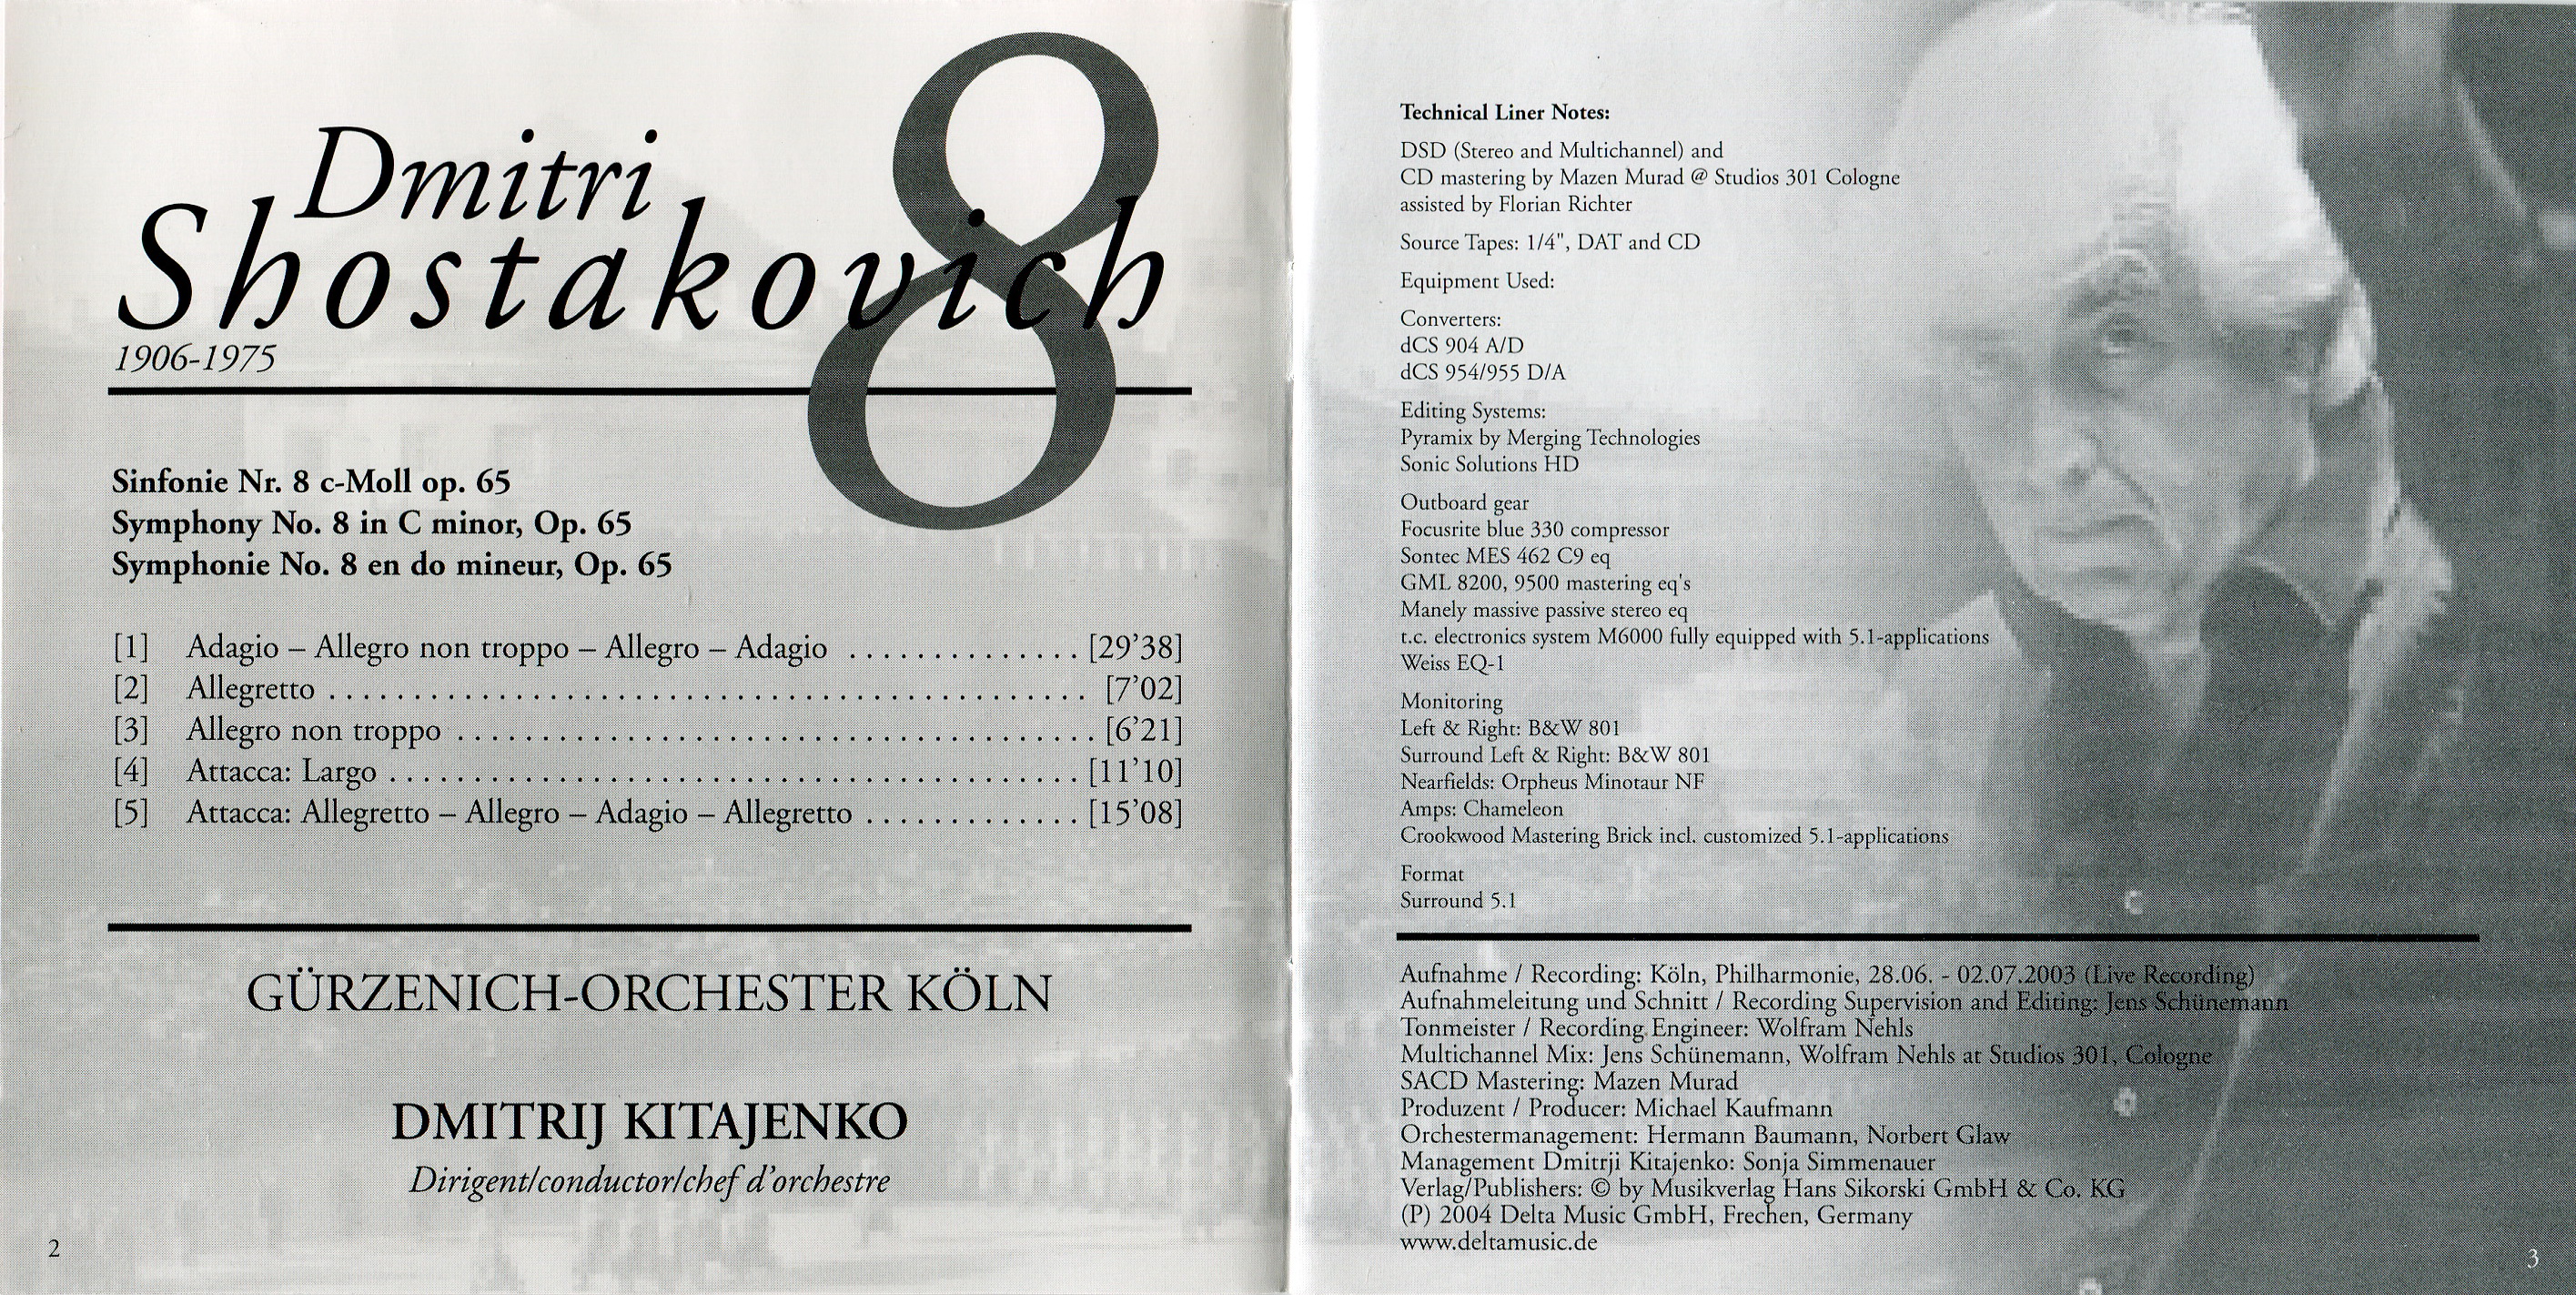 Dmitri
Shostakovich
8
1906-1975
Sinfonie Nr. 8 c-Moll op. 65
Symphony No. 8 in C minor, Op. 65
Symphonie No. 8 en do mineur, Op. 65
[1] Adagio – Allegro non troppo – Allegro – Adagio .............. [29’38]
[2] Allegretto .............................................. [7’02]
[3] Allegro non troppo ....................................... [6’21]
[4] Attacca: Largo .......................................... [11’10]
[5] Attacca: Allegretto – Allegro – Adagio – Allegretto ............. [15’08]
GÜRZENICH-ORCHESTER KÖLN
DMITRIJ KITAJENKO
Dirigent/conductor/chef d’orchestre
2
Technical Liner Notes:
DSD (Stereo and Multichannel) and
CD mastering by Mazen Murad @ Studios 301 Cologne
assisted by Florian Richter
Source Tapes: 1/4", DAT and CD
Equipment Used:
Converters:
dCS 904 A/D
dCS 954/955 D/A
Editing Systems:
Pyramix by Merging Technologies
Sonic Solutions HD
Outboard gear
Focusrite blue 330 compressor
Sontec MES 462 C9 eq
GML 8200, 9500 mastering eq's
Manely massive passive stereo eq
t.c. electronics system M6000 fully equipped with 5.1-applications
Weiss EQ-1
Monitoring
Left & Right: B&W 801
Surround Left & Right: B&W 801
Nearfields: Orpheus Minotaur NF
Amps: Chameleon
Crookwood Mastering Brick incl. customized 5.1-applications
Format
Surround 5.1
Aufnahme / Recording: Köln, Philharmonie, 28.06. - 02.07.2003 (Live Recording)
Aufnahmeleitung und Schnitt / Recording Supervision and Editing: Jens Schünemann
Tonmeister / Recording Engineer: Wolfram Nehls
Multichannel Mix: Jens Schünemann, Wolfram Nehls at Studios 301, Cologne
SACD Mastering: Mazen Murad
Produzent / Producer: Michael Kaufmann
Orchestermanagement: Hermann Baumann, Norbert Glaw
Management Dmitrji Kitajenko: Sonja Simmenauer
Verlag/Publishers: © by Musikverlag Hans Sikorski GmbH & Co. KG
(P) 2004 Delta Music GmbH, Frechen, Germany
www.deltamusic.de
3